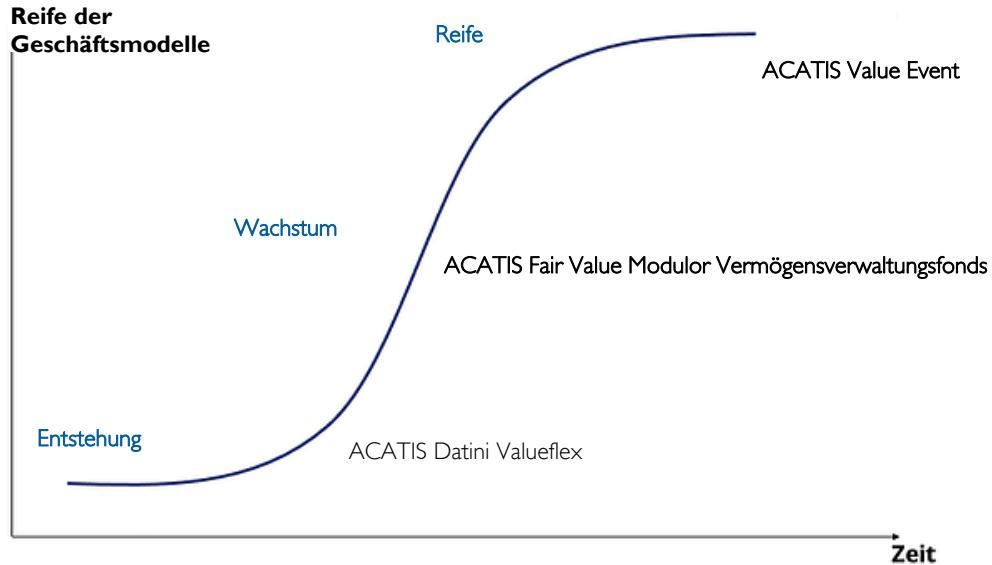 Reife der
Geschäftsmodelle
Reife
ACATIS Value Event
Wachstum
ACATIS Fair Value Modulor Vermögensverwaltungsfonds
Entstehung
ACATIS Datini Valueflex
Zeit